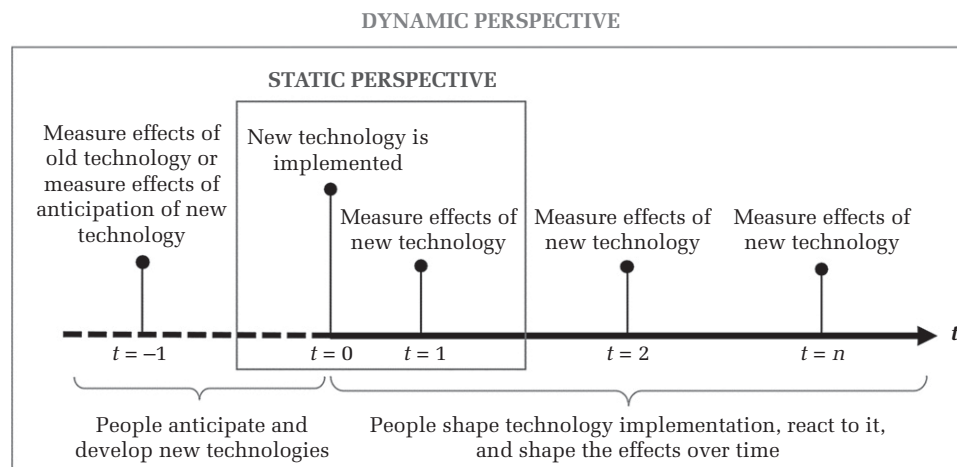 DYNAMIC PERSPECTIVE
STATIC PERSPECTIVE
Measure effects of
old technology or
measure effects of
anticipation of new
technology
New technology is
implemented
Measure effects of
new technology
Measure effects of
new technology
Measure effects of
new technology
t = –1
t = 0
t = 1
t = 2
t = n
t
People anticipate and
develop new technologies
People shape technology implementation, react to it,
and shape the effects over time